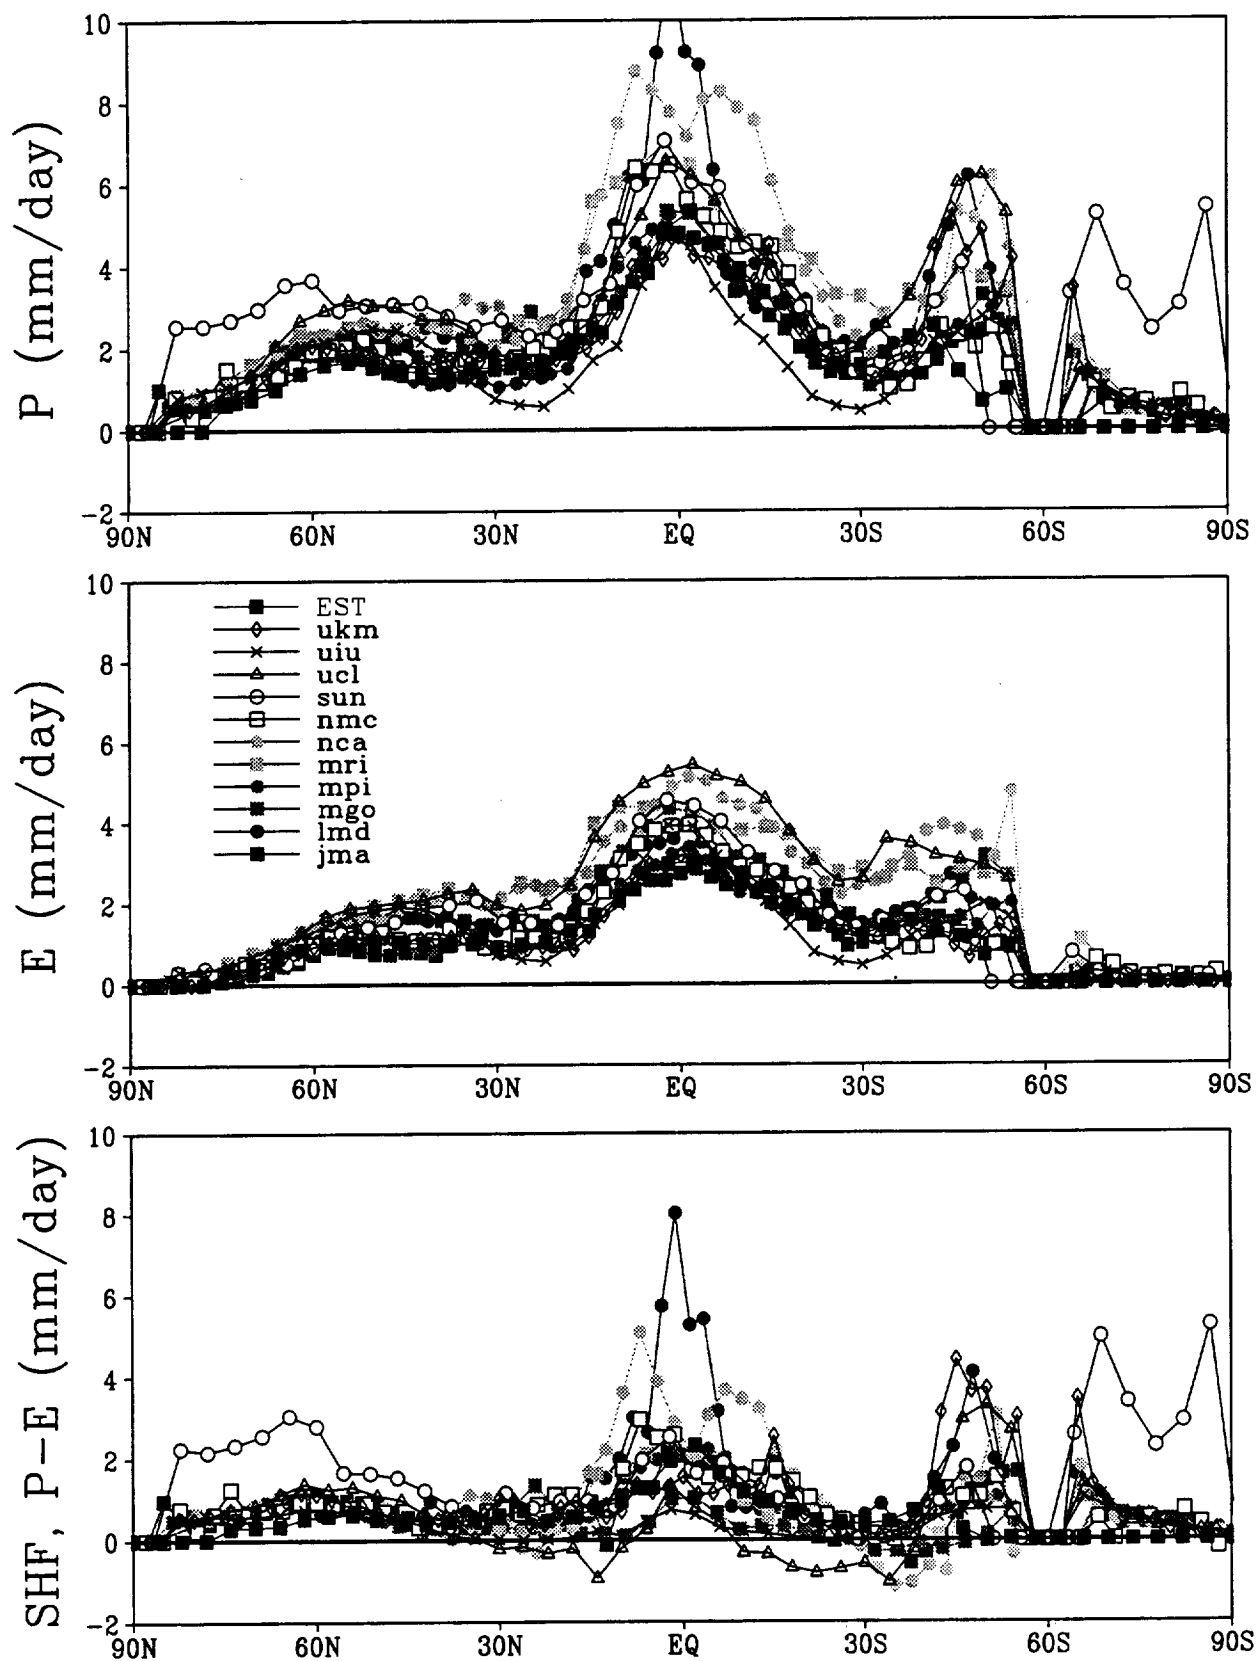 10
8
6
4
2
0
-2
P (mm/day)
90N 60N 30N EQ 30S 60S 90S
10
8
6
4
2
0
-2
E (mm/day)
EST
ukm
uiu
ucl
sun
nmc
nca
mri
mpi
mgo
lmd
jma
90N 60N 30N EQ 30S 60S 90S
10
8
6
4
2
0
-2
SHF, P-E (mm/day)
90N 60N 30N EQ 30S 60S 90S